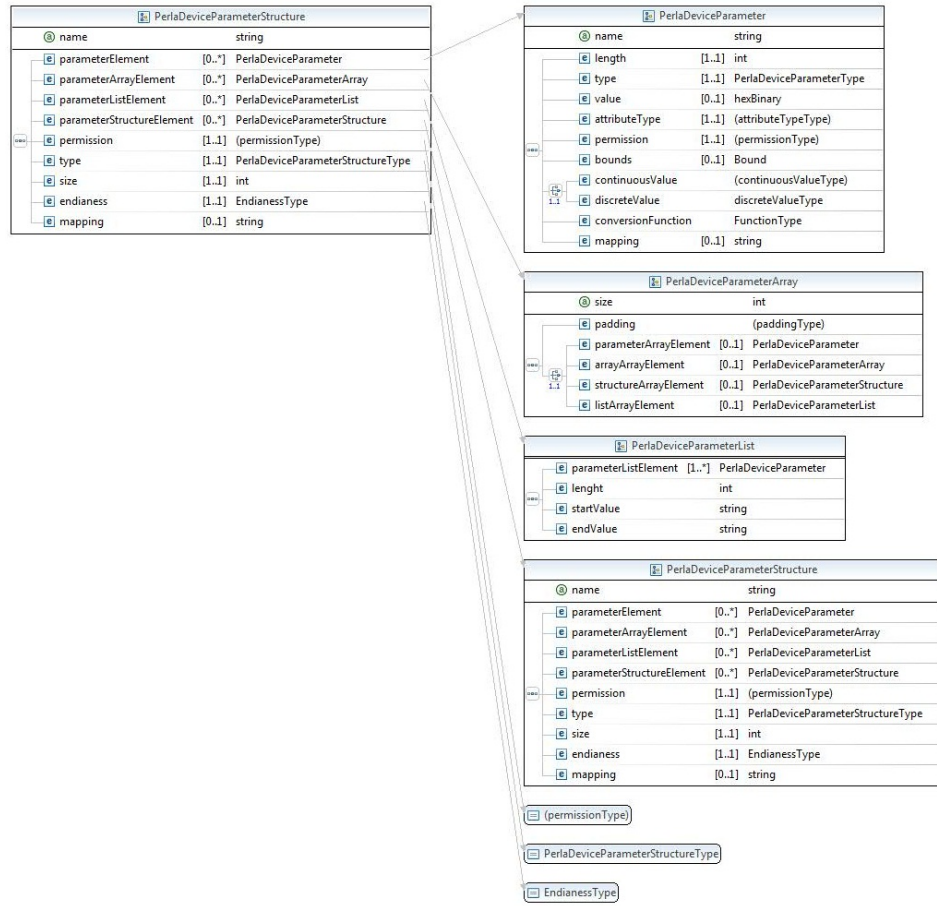 PerlaDeviceParameterStructure
a name string
e parameterElement [0..*] PerlaDeviceParameter
e parameterArrayElement [0..*] PerlaDeviceParameterArray
e parameterListElement [0..*] PerlaDeviceParameterList
e parameterStructureElement [0..*] PerlaDeviceParameterStructure
e permission [1..1] (permissionType)
e type [1..1] PerlaDeviceParameterStructureType
e size [1..1] int
e endianess [1..1] EndianessType
e mapping [0..1] string
PerlaDeviceParameter
a name string
e length [1..1] int
e type [1..1] PerlaDeviceParameterType
e value [0..1] hexBinary
e attributeType [1..1] (attributeTypeType)
e permission [1..1] (permissionType)
e bounds [0..1] Bound
e continuousValue (continuousValueType)
1..1 e discreteValue discreteValueType
e conversionFunction FunctionType
e mapping [0..1] string
PerlaDeviceParameterArray
a size int
e padding (paddingType)
e parameterArrayElement [0..1] PerlaDeviceParameter
e arrayArrayElement [0..1] PerlaDeviceParameterArray
1..1 e structureArrayElement [0..1] PerlaDeviceParameterStructure
e listArrayElement [0..1] PerlaDeviceParameterList
PerlaDeviceParameterList
e parameterListElement [1..*] PerlaDeviceParameter
e lenght int
e startValue string
e endValue string
PerlaDeviceParameterStructure
a name string
e parameterElement [0..*] PerlaDeviceParameter
e parameterArrayElement [0..*] PerlaDeviceParameterArray
e parameterListElement [0..*] PerlaDeviceParameterList
e parameterStructureElement [0..*] PerlaDeviceParameterStructure
e permission [1..1] (permissionType)
e type [1..1] PerlaDeviceParameterStructureType
e size [1..1] int
e endianess [1..1] EndianessType
e mapping [0..1] string
(permissionType)
PerlaDeviceParameterStructureType
EndianessType